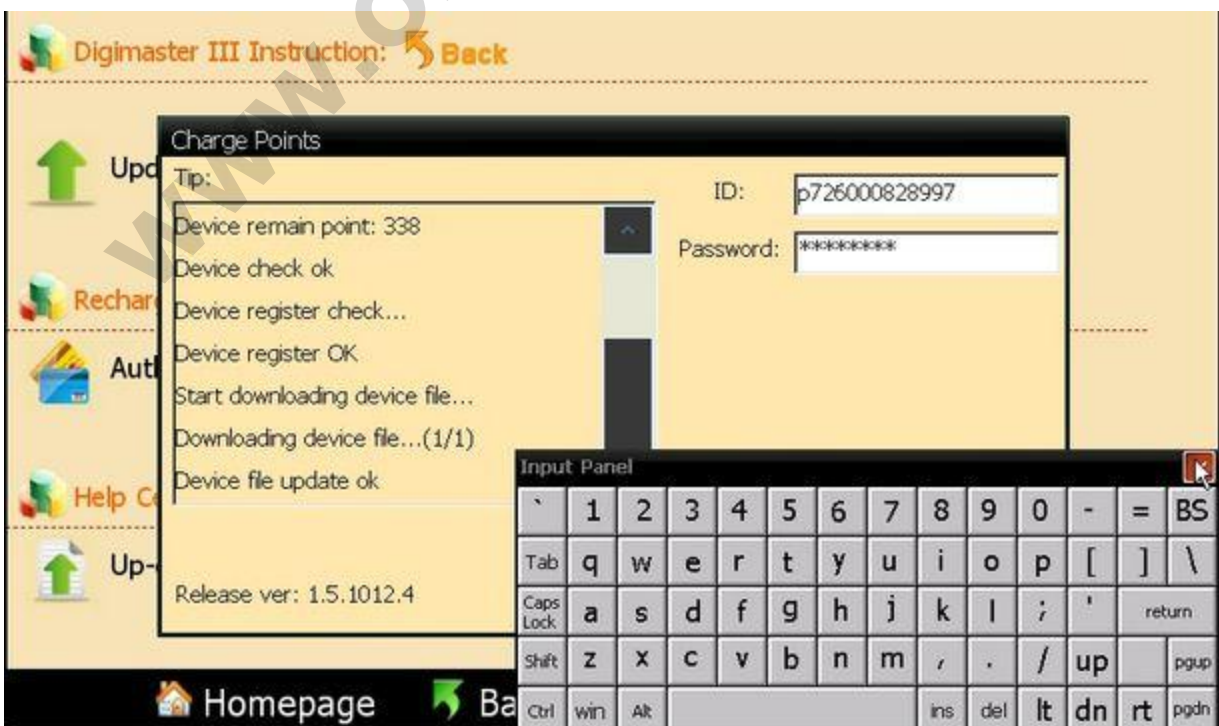 Digimaster III Instruction: Back
Charge Points
Upd
Tip:
ID: p726000828997
Device remain point: 338
Password: *********
Device check ok
Rechar
Device register check...
Device register OK
Aut
Start downloading device file...
Downloading device file...(1/1)
Device file update ok
Help C
Up-
Release ver: 1.5.1012.4
Input Panel
` 1 2 3 4 5 6 7 8 9 0 - = BS
Tab q w e r t y u i o p [ ] \
Caps Lock a s d f g h j k l ; ' return
Shift z x c v b n m , . / up pgup
Ctrl win Alt ins del lt dn rt pgdn
Homepage Ba
www.o